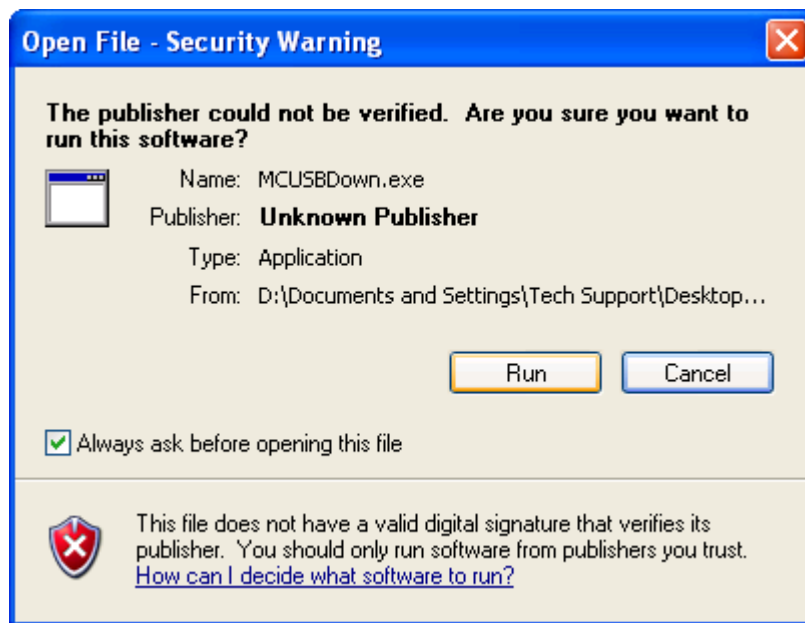 Open File - Security Warning
The publisher could not be verified. Are you sure you want to
run this software?
Name: MCUSBDown.exe
Publisher: Unknown Publisher
Type: Application
From: D:\Documents and Settings\Tech Support\Desktop...
Run Cancel
Always ask before opening this file
This file does not have a valid digital signature that verifies its
publisher. You should only run software from publishers you trust.
How can I decide what software to run?